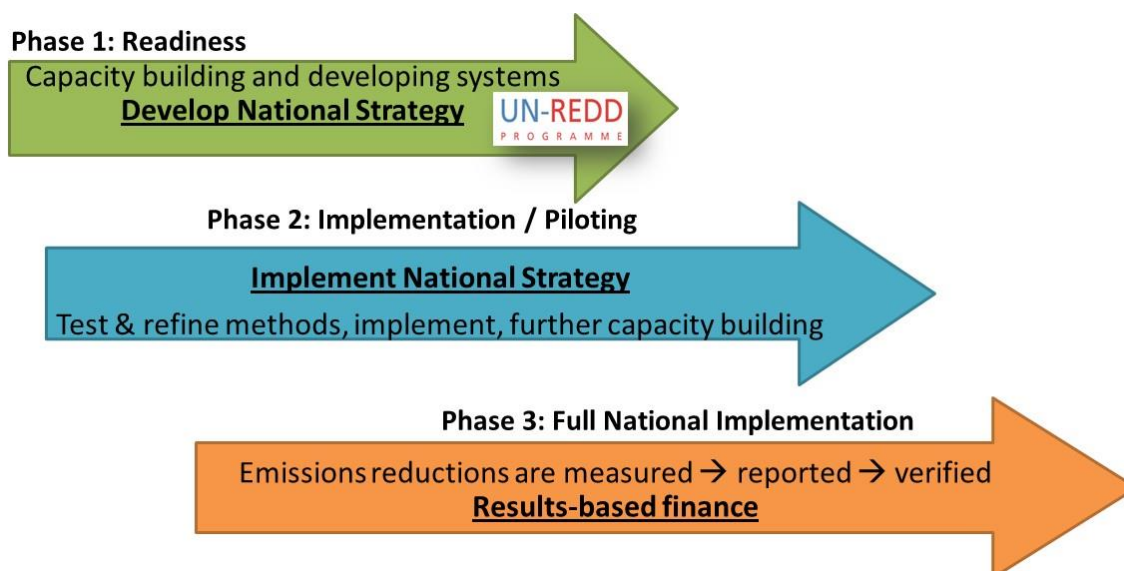 Phase 1: Readiness
Capacity building and developing systems
Develop National Strategy
UN-REDD
PROGRAMME
Phase 2: Implementation / Piloting
Implement National Strategy
Test & refine methods, implement, further capacity building
Phase 3: Full National Implementation
Emissions reductions are measured → reported → verified
Results-based finance